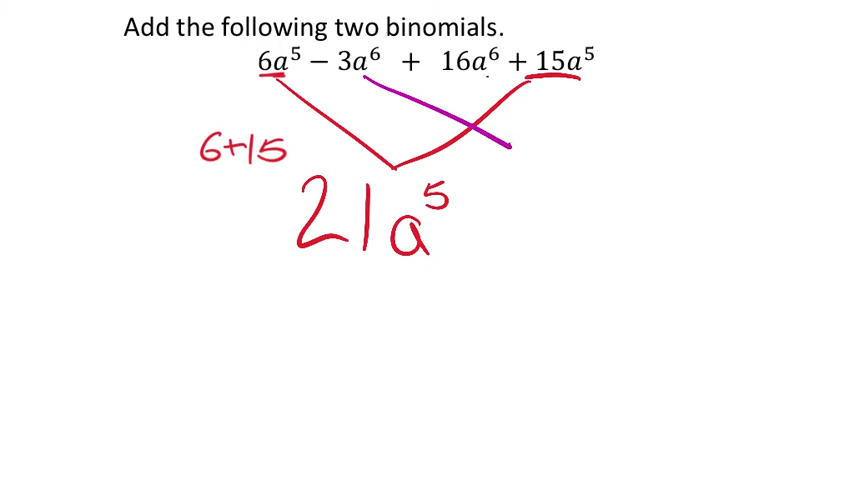 Add the following two binomials.
6a⁵ − 3a⁶ + 16a⁶ + 15a⁵
6+15
21a⁵